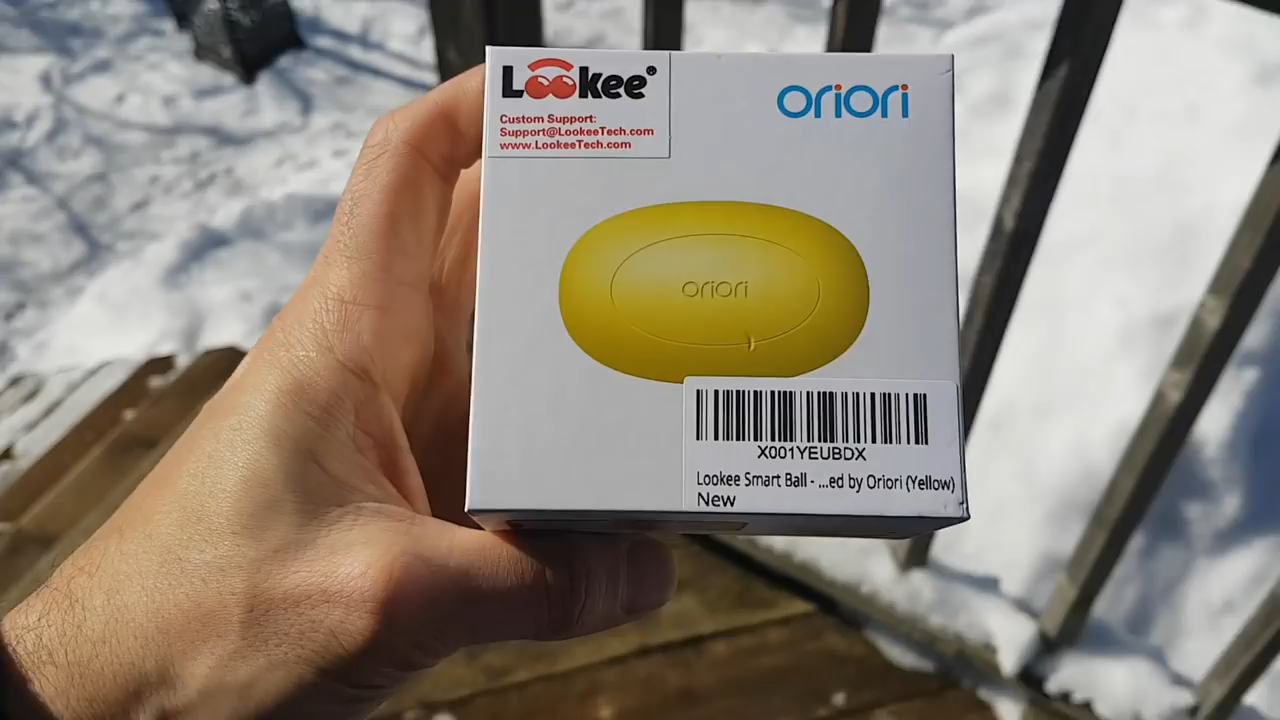 Lookee®
Custom Support:
Support@LookeeTech.com
www.LookeeTech.com
oriori
oriori
X001YEUBDX
Lookee Smart Ball - ...ed by Oriori (Yellow)
New